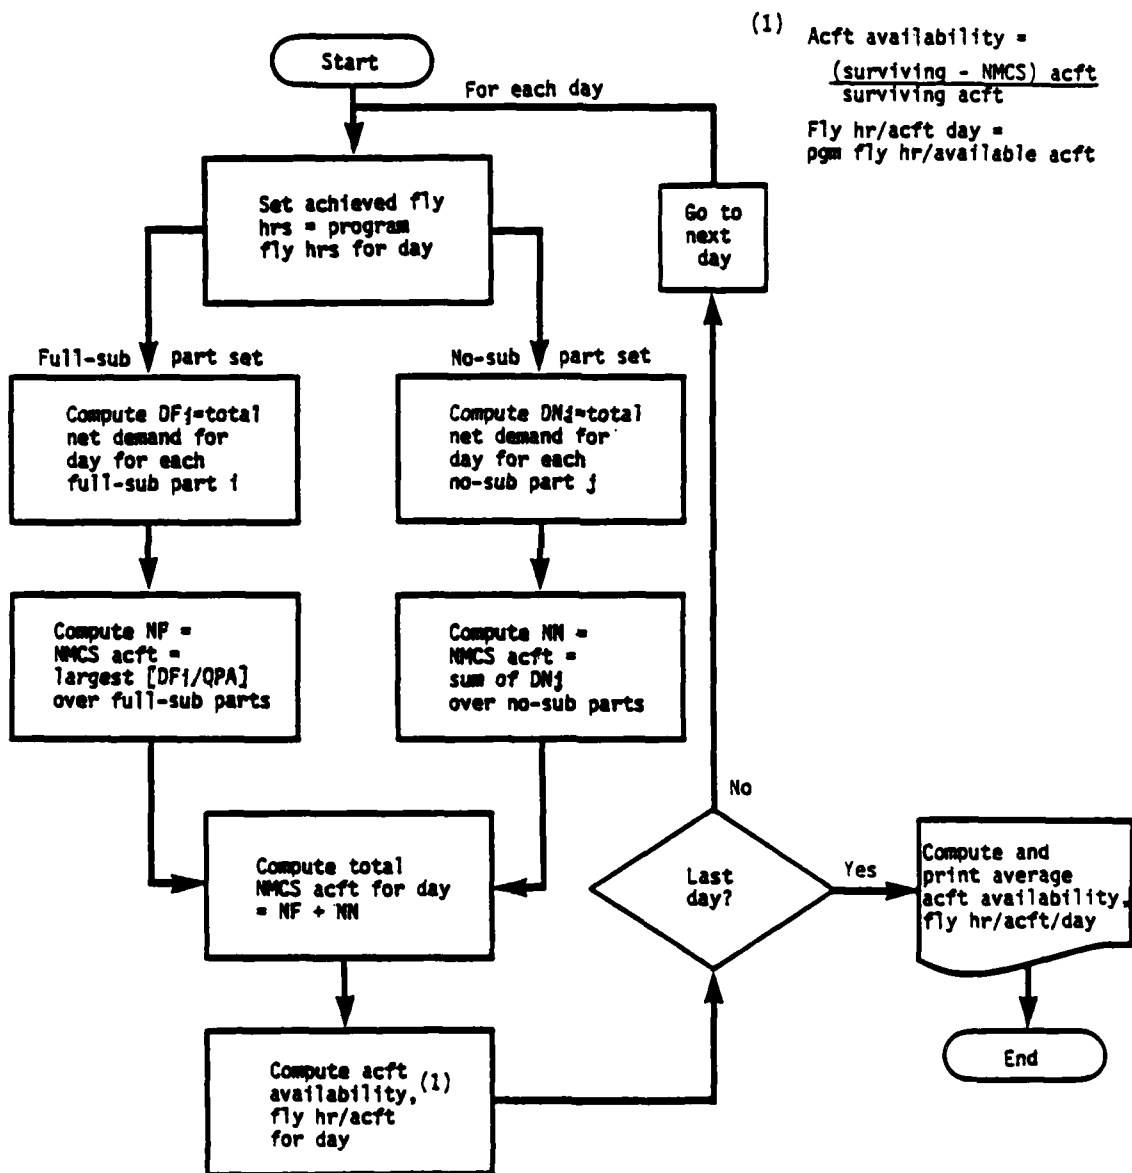 Start
For each day
(1)
Acft availability =
(surviving - NMCS) acft
surviving acft
Fly hr/acft day =
pgm fly hr/available acft
Set achieved fly
hrs = program
fly hrs for day
Go to
next
day
Full-sub part set
No-sub part set
Compute DFi=total
net demand for
day for each
full-sub part i
Compute DNj=total
net demand for
day for each
no-sub part j
Compute NF =
NMCS acft =
largest [DFi/QPA]
over full-sub parts
Compute NN =
NMCS acft =
sum of DNj
over no-sub parts
No
Compute total
NMCS acft for day
= NF + NN
Last
day?
Yes
Compute and
print average
acft availability,
fly hr/acft/day
Compute acft
availability, (1)
fly hr/acft
for day
End